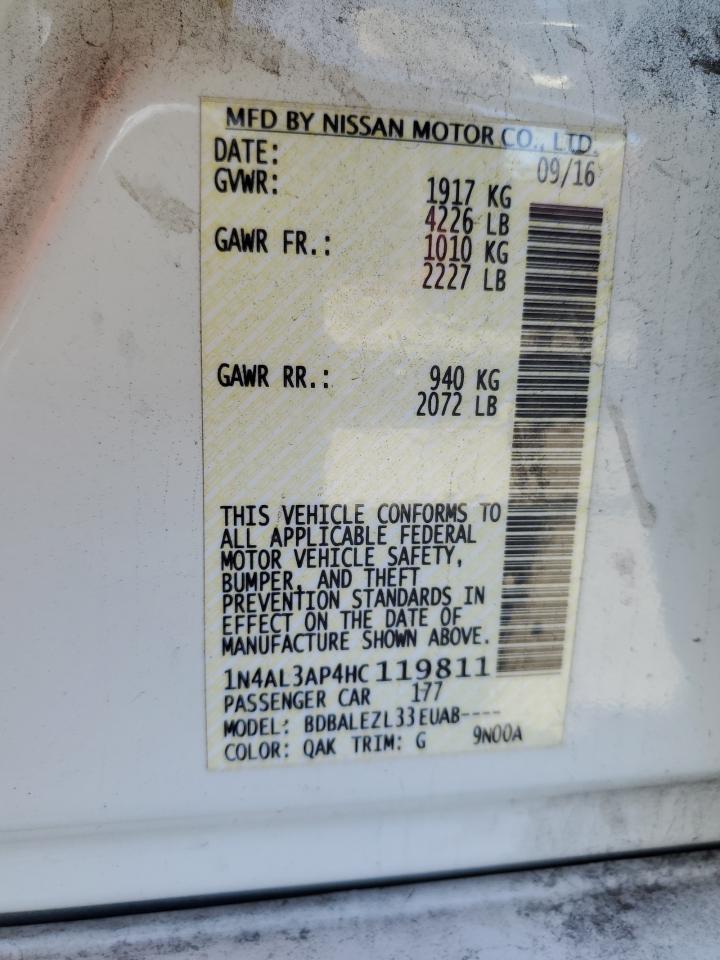 MFD BY NISSAN MOTOR CO., LTD.
DATE: 09/16
GVWR: 1917 KG
4226 LB
GAWR FR.: 1010 KG
2227 LB
GAWR RR.: 940 KG
2072 LB
THIS VEHICLE CONFORMS TO
ALL APPLICABLE FEDERAL
MOTOR VEHICLE SAFETY,
BUMPER, AND THEFT
PREVENTION STANDARDS IN
EFFECT ON THE DATE OF
MANUFACTURE SHOWN ABOVE.
1N4AL3AP4HC119811
PASSENGER CAR 177
MODEL: BDBALEZL33EUAB----
COLOR: QAK TRIM: G 9N00A